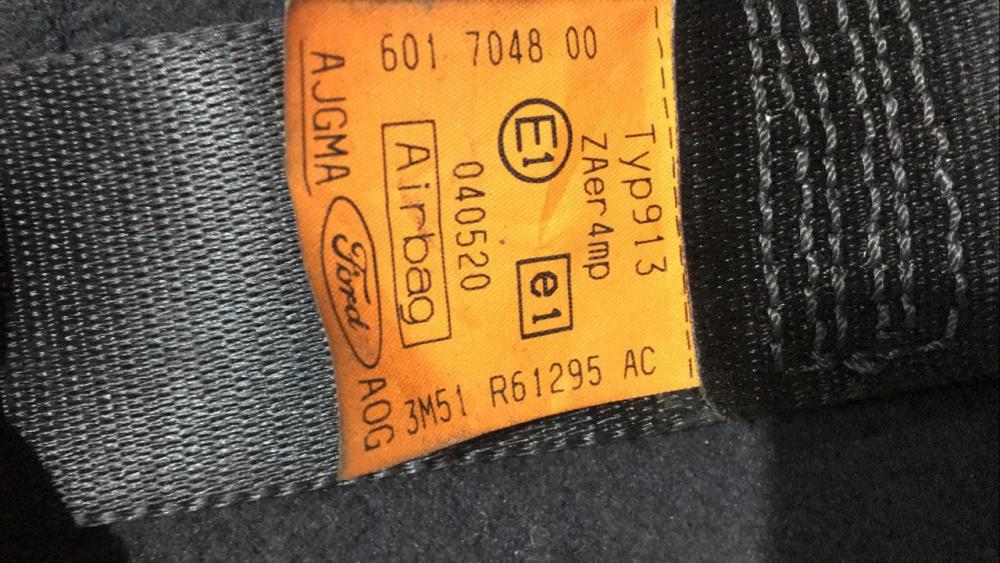 601 7048 00
Typ913
ZAer4mp
E1
e1
040520
Airbag
AJGMA
Ford
AOG
3M51 R61295 AC